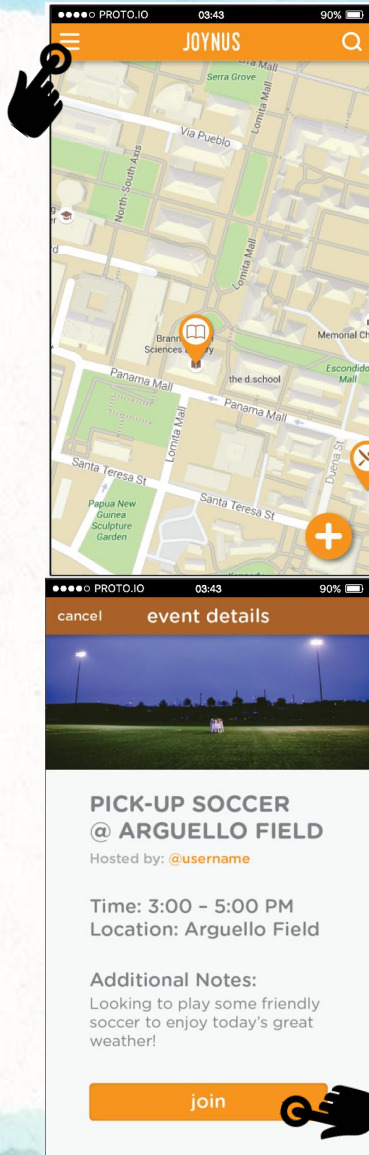 PROTO.IO 03:43 90%
JOYNUS
Serra Grove
Lomita Mall
Via Pueblo
North-South Axis
Lomita Mall
Memorial Ch
Sciences
the d.school
Escondido
Mall
Panama Mall
Panama Mall
Lomita Mall
Duena St
Santa Teresa St
Santa Teresa St
Papua New
Guinea
Sculpture
Garden
PROTO.IO 03:43 90%
cancel event details
PICK-UP SOCCER
@ ARGUELLO FIELD
Hosted by: @username
Time: 3:00 – 5:00 PM
Location: Arguello Field
Additional Notes:
Looking to play some friendly
soccer to enjoy today's great
weather!
join